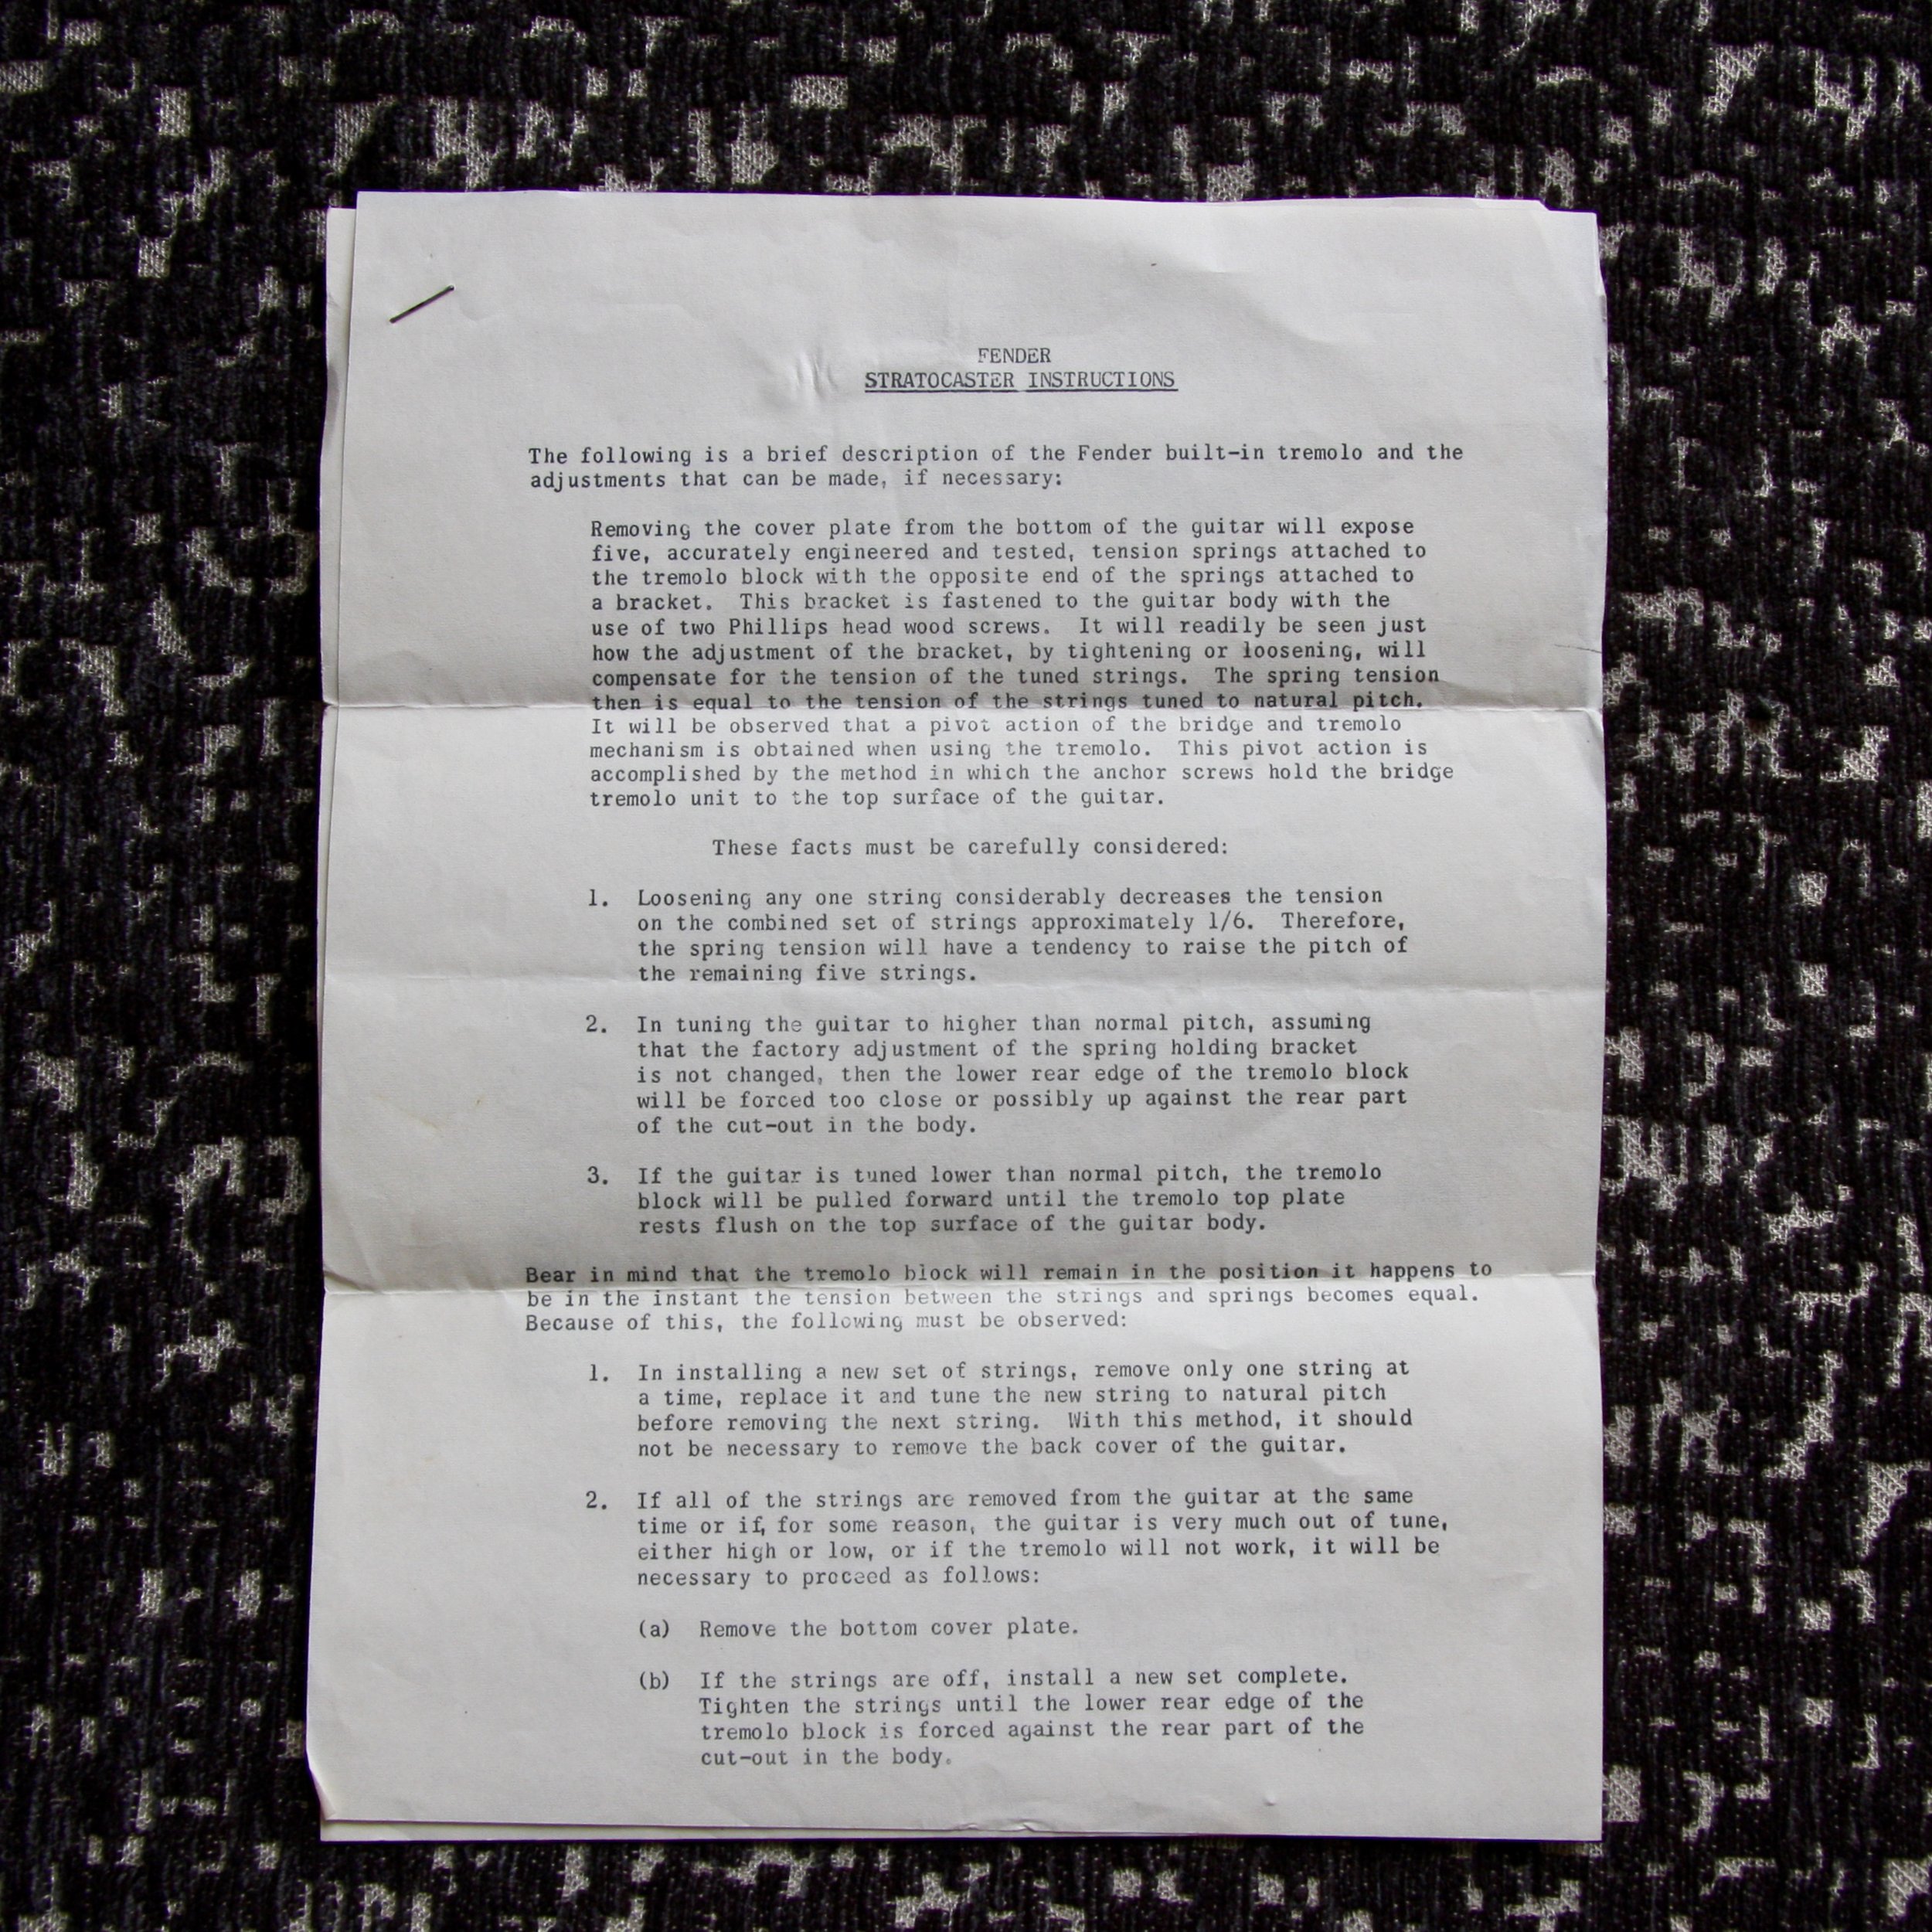 FENDER
STRATOCASTER INSTRUCTIONS
The following is a brief description of the Fender built-in tremolo and the
adjustments that can be made, if necessary:
Removing the cover plate from the bottom of the guitar will expose
five, accurately engineered and tested, tension springs attached to
the tremolo block with the opposite end of the springs attached to
a bracket. This bracket is fastened to the guitar body with the
use of two Phillips head wood screws. It will readily be seen just
how the adjustment of the bracket, by tightening or loosening, will
compensate for the tension of the tuned strings. The spring tension
then is equal to the tension of the strings tuned to natural pitch.
It will be observed that a pivot action of the bridge and tremolo
mechanism is obtained when using the tremolo. This pivot action is
accomplished by the method in which the anchor screws hold the bridge
tremolo unit to the top surface of the guitar.
These facts must be carefully considered:
1. Loosening any one string considerably decreases the tension
on the combined set of strings approximately 1/6. Therefore,
the spring tension will have a tendency to raise the pitch of
the remaining five strings.
2. In tuning the guitar to higher than normal pitch, assuming
that the factory adjustment of the spring holding bracket
is not changed, then the lower rear edge of the tremolo block
will be forced too close or possibly up against the rear part
of the cut-out in the body.
3. If the guitar is tuned lower than normal pitch, the tremolo
block will be pulled forward until the tremolo top plate
rests flush on the top surface of the guitar body.
Bear in mind that the tremolo block will remain in the position it happens to
be in the instant the tension between the strings and springs becomes equal.
Because of this, the following must be observed:
1. In installing a new set of strings, remove only one string at
a time, replace it and tune the new string to natural pitch
before removing the next string. With this method, it should
not be necessary to remove the back cover of the guitar.
2. If all of the strings are removed from the guitar at the same
time or if, for some reason, the guitar is very much out of tune,
either high or low, or if the tremolo will not work, it will be
necessary to proceed as follows:
(a) Remove the bottom cover plate.
(b) If the strings are off, install a new set complete.
Tighten the strings until the lower rear edge of the
tremolo block is forced against the rear part of the
cut-out in the body.